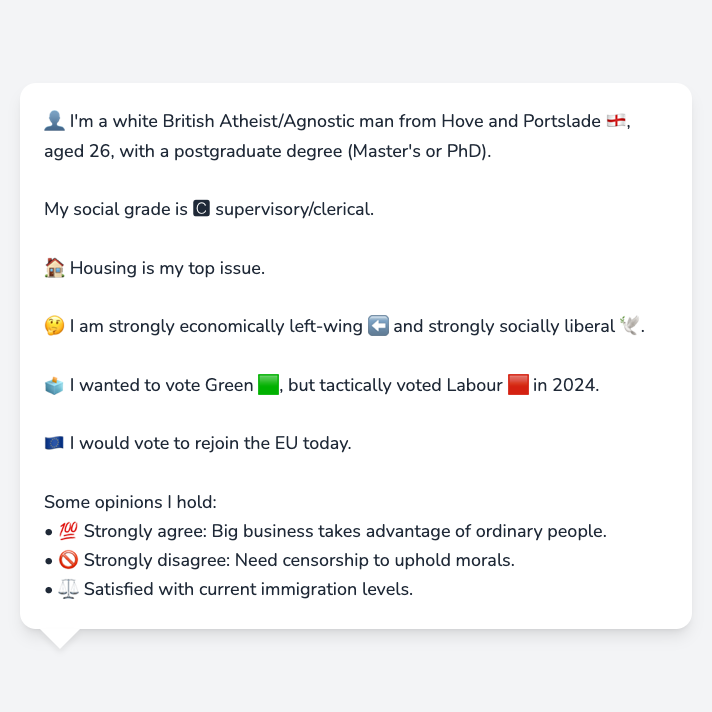 👤 I'm a white British Atheist/Agnostic man from Hove and Portslade 🏴󠁧󠁢󠁥󠁮󠁧󠁿,
aged 26, with a postgraduate degree (Master's or PhD).
My social grade is 🅲 supervisory/clerical.
🏠 Housing is my top issue.
🤔 I am strongly economically left-wing ⬅️ and strongly socially liberal 🕊️.
🗳️ I wanted to vote Green 🟩, but tactically voted Labour 🟥 in 2024.
🇪🇺 I would vote to rejoin the EU today.
Some opinions I hold:
• 💯 Strongly agree: Big business takes advantage of ordinary people.
• 🚫 Strongly disagree: Need censorship to uphold morals.
• ⚖️ Satisfied with current immigration levels.